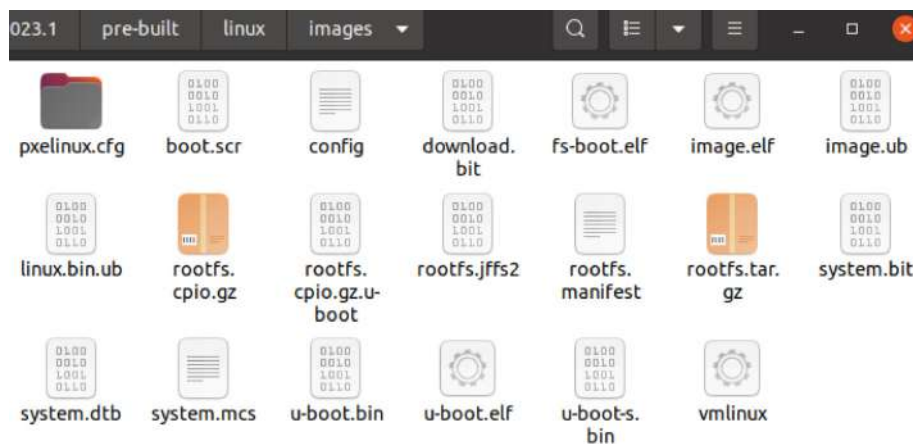 023.1 pre-built linux images
pxelinux.cfg boot.scr config download. fs-boot.elf image.elf image.ub
bit
linux.bin.ub rootfs. rootfs. rootfs.jffs2 rootfs. rootfs.tar. system.bit
cpio.gz cpio.gz.u- manifest gz
boot
system.dtb system.mcs u-boot.bin u-boot.elf u-boot-s. vmlinux
bin